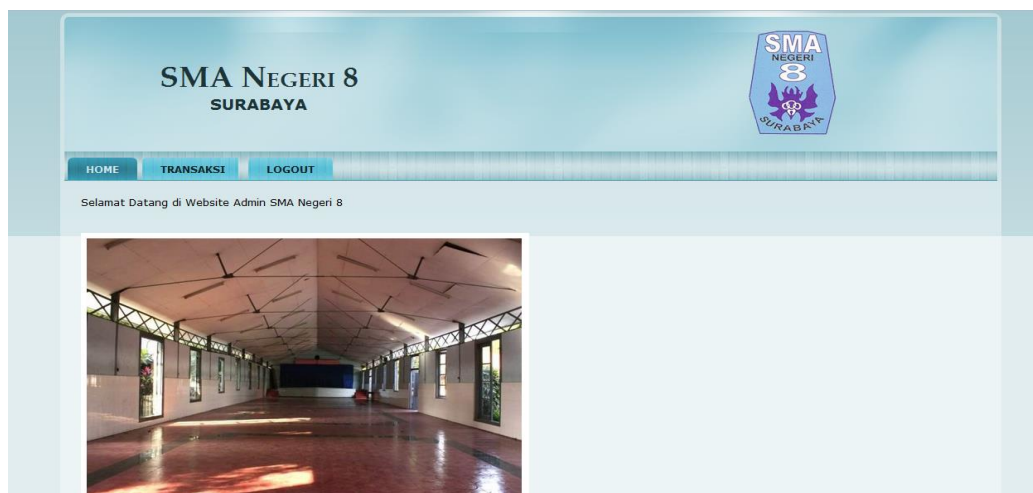 SMA NEGERI 8
SURABAYA
SMA
NEGERI
8
SURABAYA
HOME TRANSAKSI LOGOUT
Selamat Datang di Website Admin SMA Negeri 8